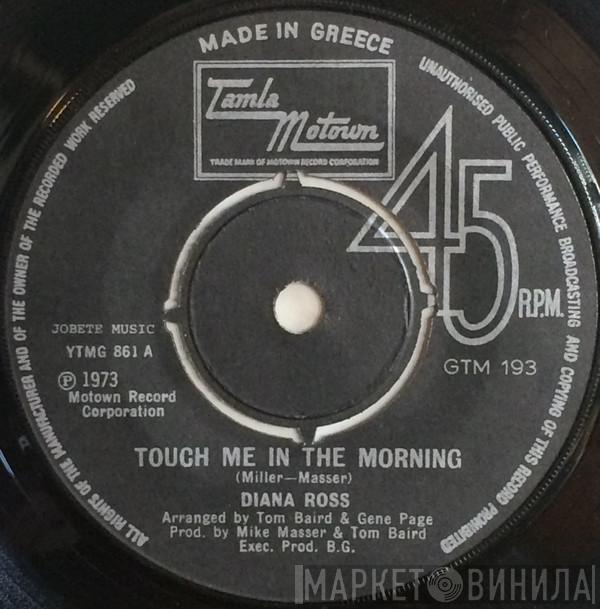 MADE IN GREECE
UNAUTHORISED PUBLIC PERFORMANCE BROADCASTING AND COPYING OF THIS RECORD PROHIBITED
ALL RIGHTS OF THE MANUFACTURER AND OF THE OWNER OF THE RECORDED WORK RESERVED
Tamla
Motown
TRADE MARK OF MOTOWN RECORD CORPORATION
45
R.P.M.
JOBETE MUSIC
YTMG 861 A
GTM 193
Ⓟ 1973
Motown Record
Corporation
TOUCH ME IN THE MORNING
(Miller—Masser)
DIANA ROSS
Arranged by Tom Baird & Gene Page
Prod. by Mike Masser & Tom Baird
Exec. Prod. B.G.
МАРКЕТ ВИНИЛА